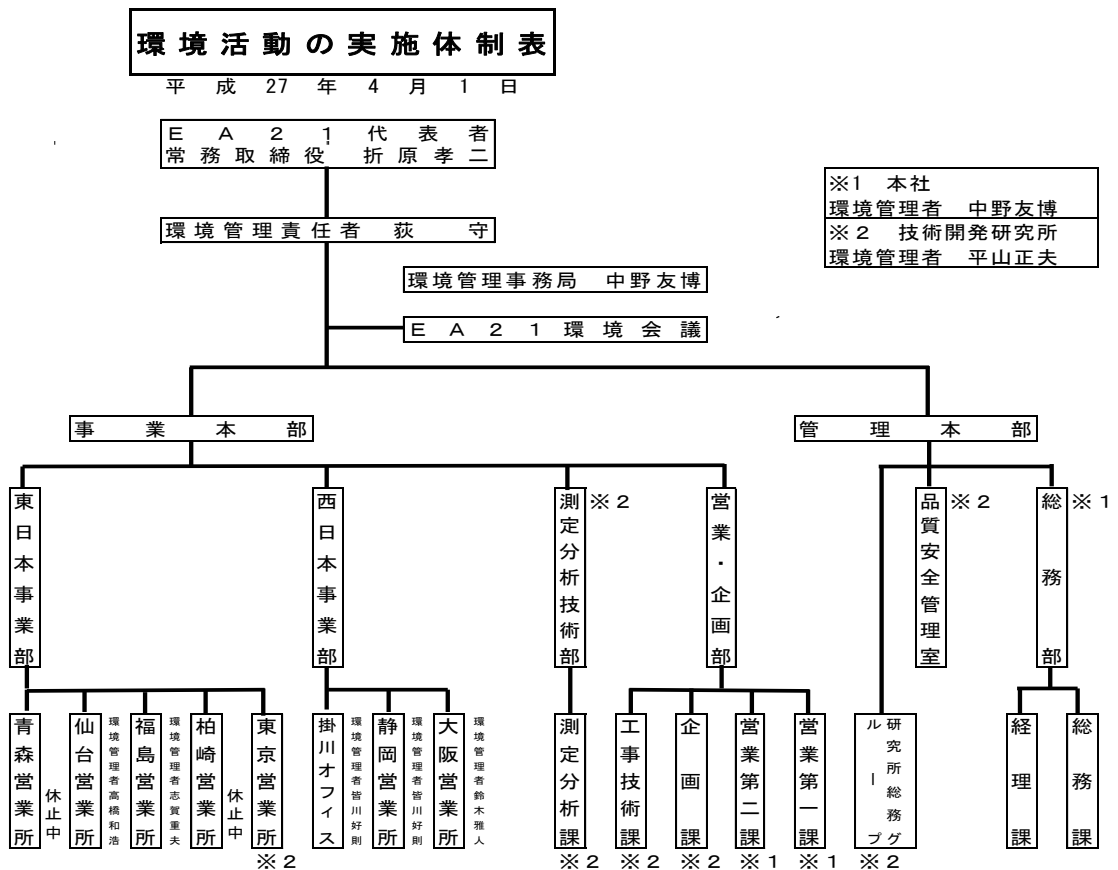 環境活動の実施体制表
平成27年4月1日
EA21代表者
常務取締役 折原孝二
※1 本社
環境管理者 中野友博
※2 技術開発研究所
環境管理者 平山正夫
環境管理責任者 荻守
環境管理事務局 中野友博
EA21環境会議
事業本部
管理本部
東日本事業部
西日本事業部
測定分析技術部
※2
営業・企画部
品質安全管理室
※2
総務部
※1
青森営業所
休止中
仙台営業所
環境管理者高橋和浩
福島営業所
環境管理者志賀重夫
柏崎営業所
休止中
東京営業所
※2
掛川オフィス
環境管理者皆川好則
静岡営業所
環境管理者皆川好則
大阪営業所
環境管理者鈴木雅人
測定分析課
※2
工事技術課
※2
企画課
※2
営業第二課
※1
営業第一課
※1
研究所総務グ
ループ
※2
経理課
総務課